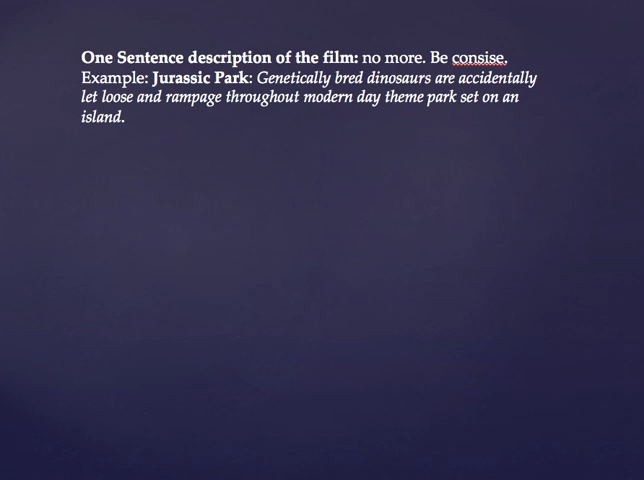 One Sentence description of the film: no more. Be consise.
Example: Jurassic Park: Genetically bred dinosaurs are accidentally
let loose and rampage throughout modern day theme park set on an
island.